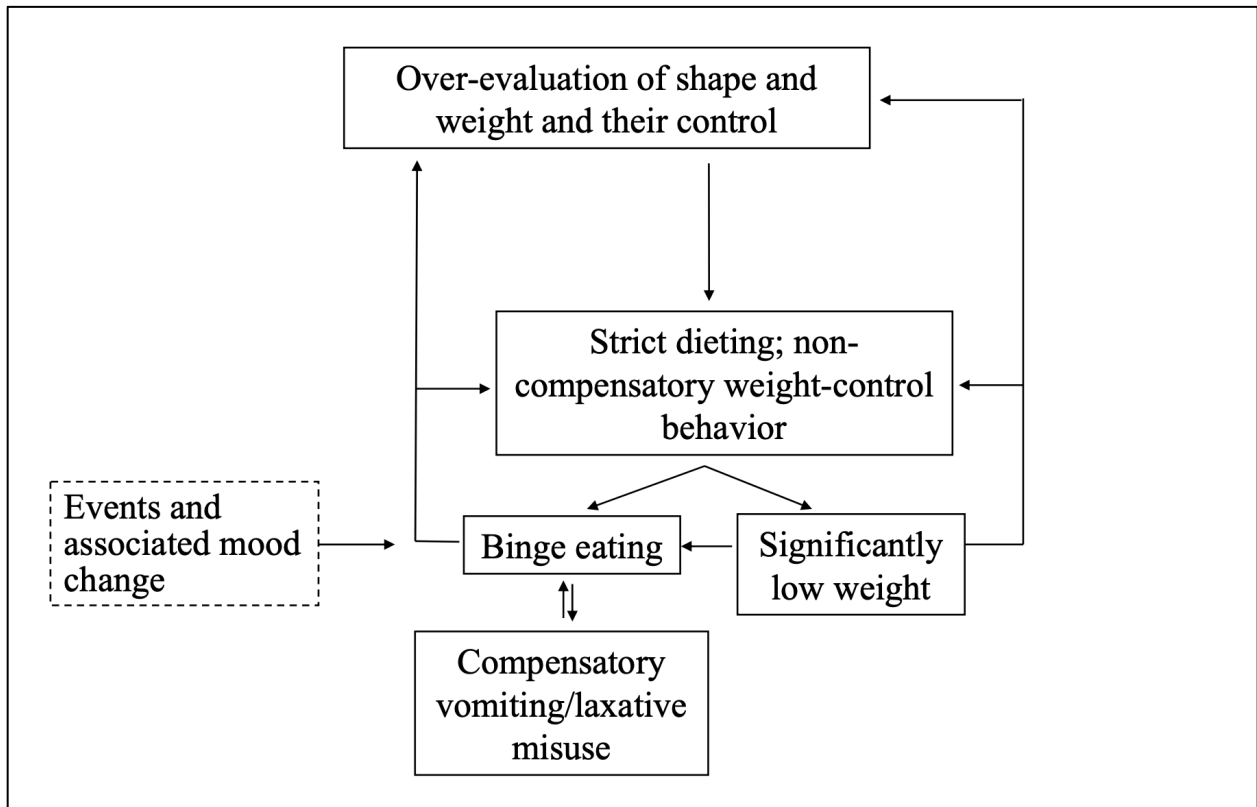 Over-evaluation of shape and
weight and their control
Strict dieting; non-
compensatory weight-control
behavior
Events and
associated mood
change
Binge eating
Significantly
low weight
Compensatory
vomiting/laxative
misuse